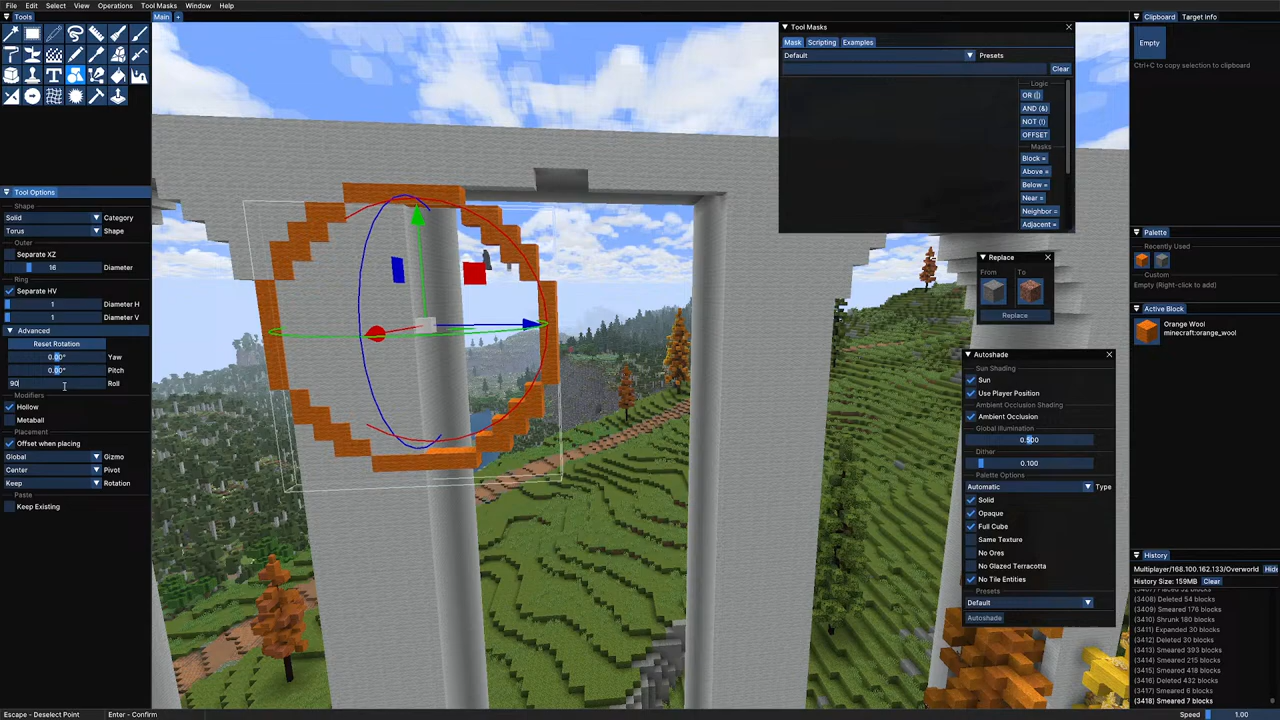 File Edit Select View Operations Tool Masks Window Help
Tools
Main +
Tool Options
Shape
Solid Category
Torus Shape
Outer
Separate XZ
16 Diameter
Ring
Separate HV
1 Diameter H
1 Diameter V
Advanced
Reset Rotation
0.00° Yaw
0.00° Pitch
90 Roll
Modifiers
Hollow
Metaball
Placement
Offset when placing
Global Gizmo
Center Pivot
Keep Rotation
Paste
Keep Existing
Escape - Deselect Point Enter - Confirm
Tool Masks
Mask Scripting Examples
Default Presets
Clear
Logic
OR (|)
AND (&)
NOT (!)
OFFSET
Masks
Block =
Above =
Below =
Near =
Neighbor =
Adjacent =
Replace
From To
Replace
Autoshade
Sun Shading
Sun
Use Player Position
Ambient Occlusion Shading
Ambient Occlusion
Global Illumination
0.500
Dither
0.100
Palette Options
Automatic Type
Solid
Opaque
Full Cube
Same Texture
No Ores
No Glazed Terracotta
No Tile Entities
Presets
Default
Autoshade
Clipboard Target Info
Empty
Ctrl+C to copy selection to clipboard
Palette
Recently Used
Custom
Empty (Right-click to add)
Active Block
Orange Wool
minecraft:orange_wool
History
Multiplayer/168.100.162.133/Overworld Hide
History Size: 159MB Clear
(3408) Deleted 54 blocks
(3409) Smeared 176 blocks
(3410) Shrunk 180 blocks
(3411) Expanded 30 blocks
(3412) Deleted 30 blocks
(3413) Smeared 393 blocks
(3414) Smeared 215 blocks
(3415) Smeared 418 blocks
(3416) Deleted 432 blocks
(3417) Smeared 6 blocks
(3418) Smeared 7 blocks
Speed 1.00